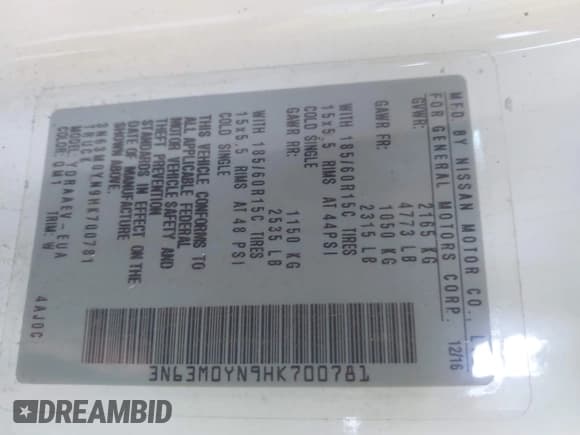 MFD BY NISSAN MOTOR CO.,
FOR GENERAL MOTORS CORP. 12/16
GVWR: 2165 KG
4773 LB
GAWR FR: 1050 KG
2315 LB
WITH 185/60R15C TIRES
15x5.5 RIMS AT 44PSI
COLD SINGLE
GAWR RR: 1150 KG
2535 LB
WITH 185/60R15C TIRES
15x5.5 RIMS AT 48 PSI
COLD SINGLE
THIS VEHICLE CONFORMS TO
ALL APPLICABLE FEDERAL
MOTOR VEHICLE SAFETY AND
THEFT PREVENTION
STANDARDS IN EFFECT ON THE
DATE OF MANUFACTURE
SHOWN ABOVE.
3N63M0YN9HK700781
TRUCK
MODEL YDRAAEV-EUA
COLOR: QM1 TRIM: W 4AJ0C
3N63M0YN9HK700781
DREAMBID